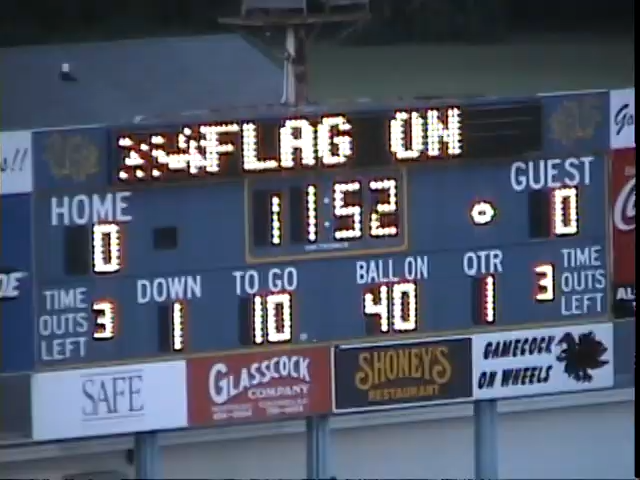 FLAG ON
s!!
HOME
11:52
GUEST
0
0
DOWN
TO GO
BALL ON
QTR
TIME
OUTS
LEFT
3
1
10
40
1
3
TIME
OUTS
LEFT
SAFE
GLASSCOCK
COMPANY
SHONEY'S
RESTAURANT
GAMECOCK
ON WHEELS